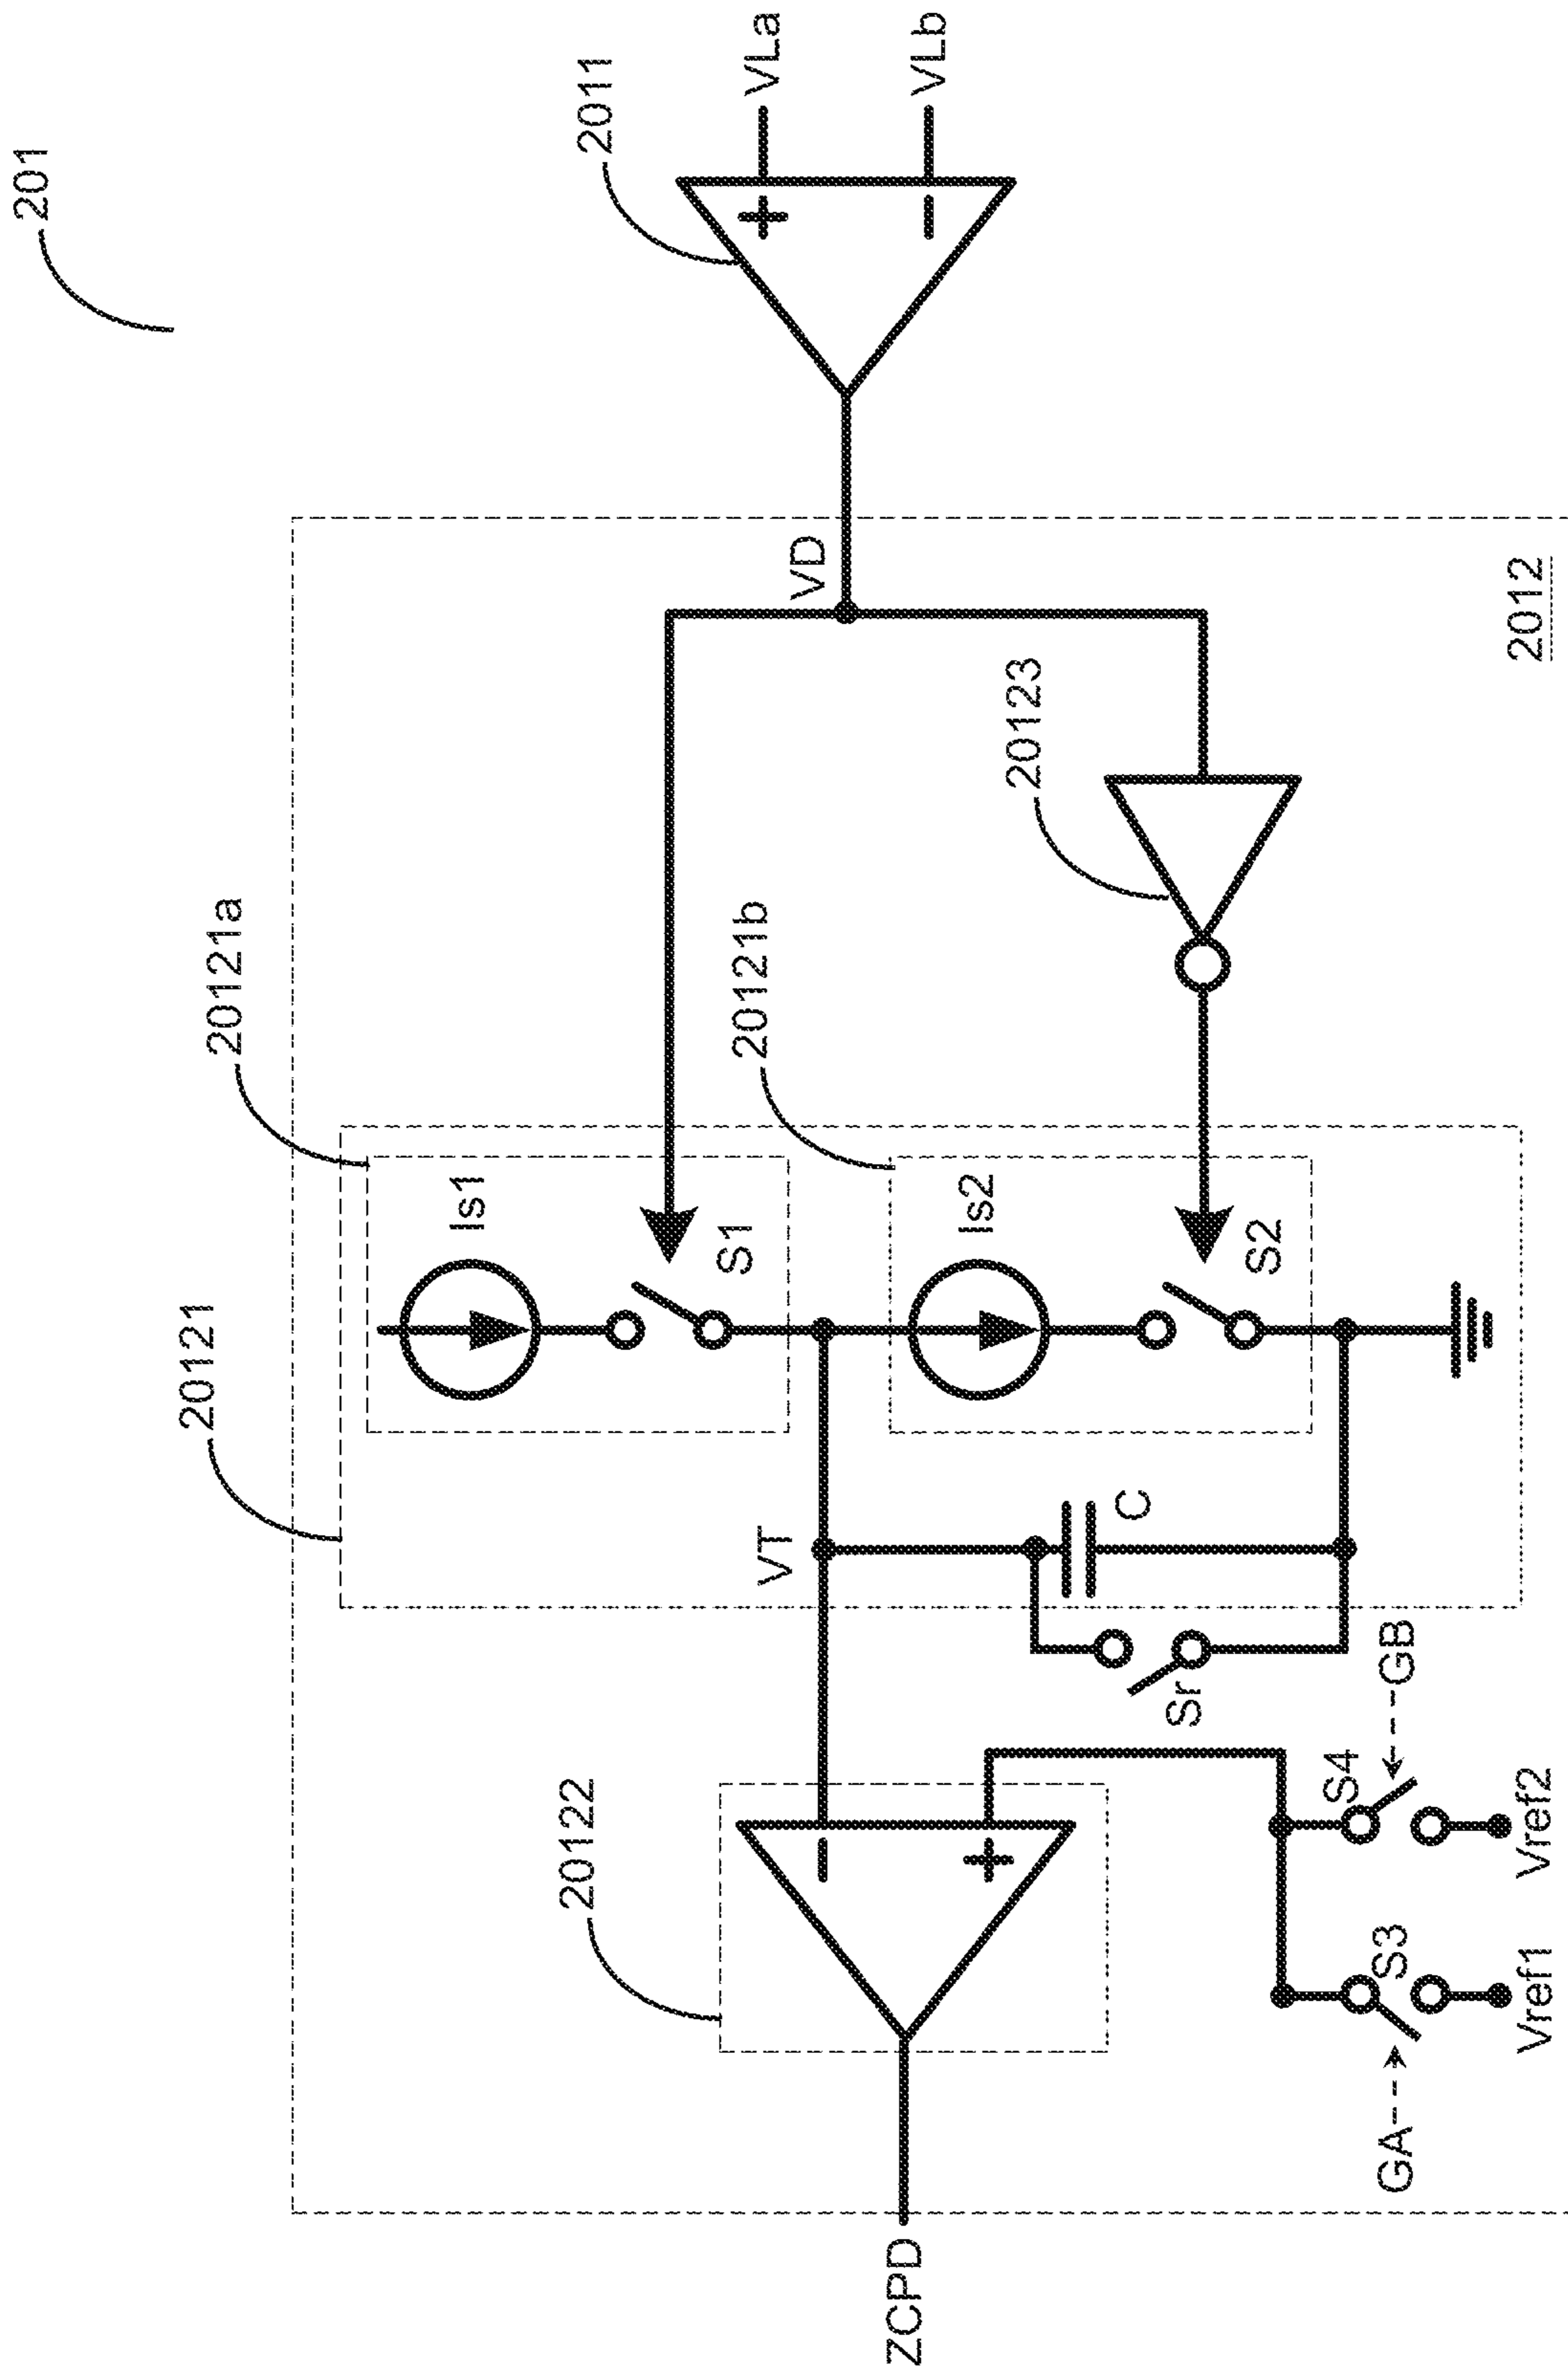 201
2011
VLa
VLb
2012
VD
20123
20121
20121a
20121b
Is1
S1
Is2
S2
VT
C
Sr
20122
S3
S4
GA
GB
Vref1
Vref2
ZCPD